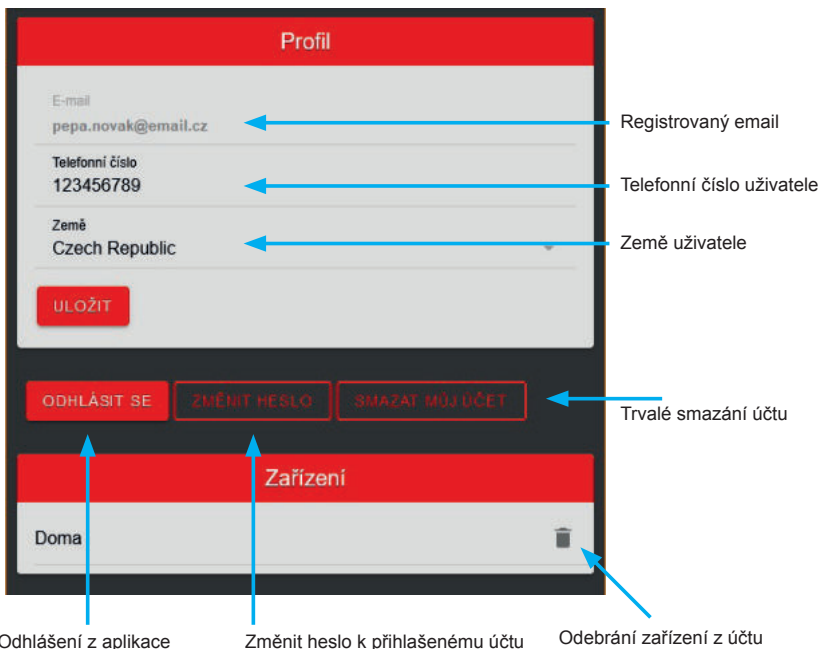 Profil
E-mail
pepa.novak@email.cz
Registrovaný email
Telefonní číslo
123456789
Telefonní číslo uživatele
Země
Czech Republic
Země uživatele
ULOŽIT
ODHLÁSIT SE
ZMĚNIT HESLO
SMAZAT MŮJ ÚČET
Trvalé smazání účtu
Zařízení
Doma
Odhlášení z aplikace
Změnit heslo k přihlašenému účtu
Odebrání zařízení z účtu